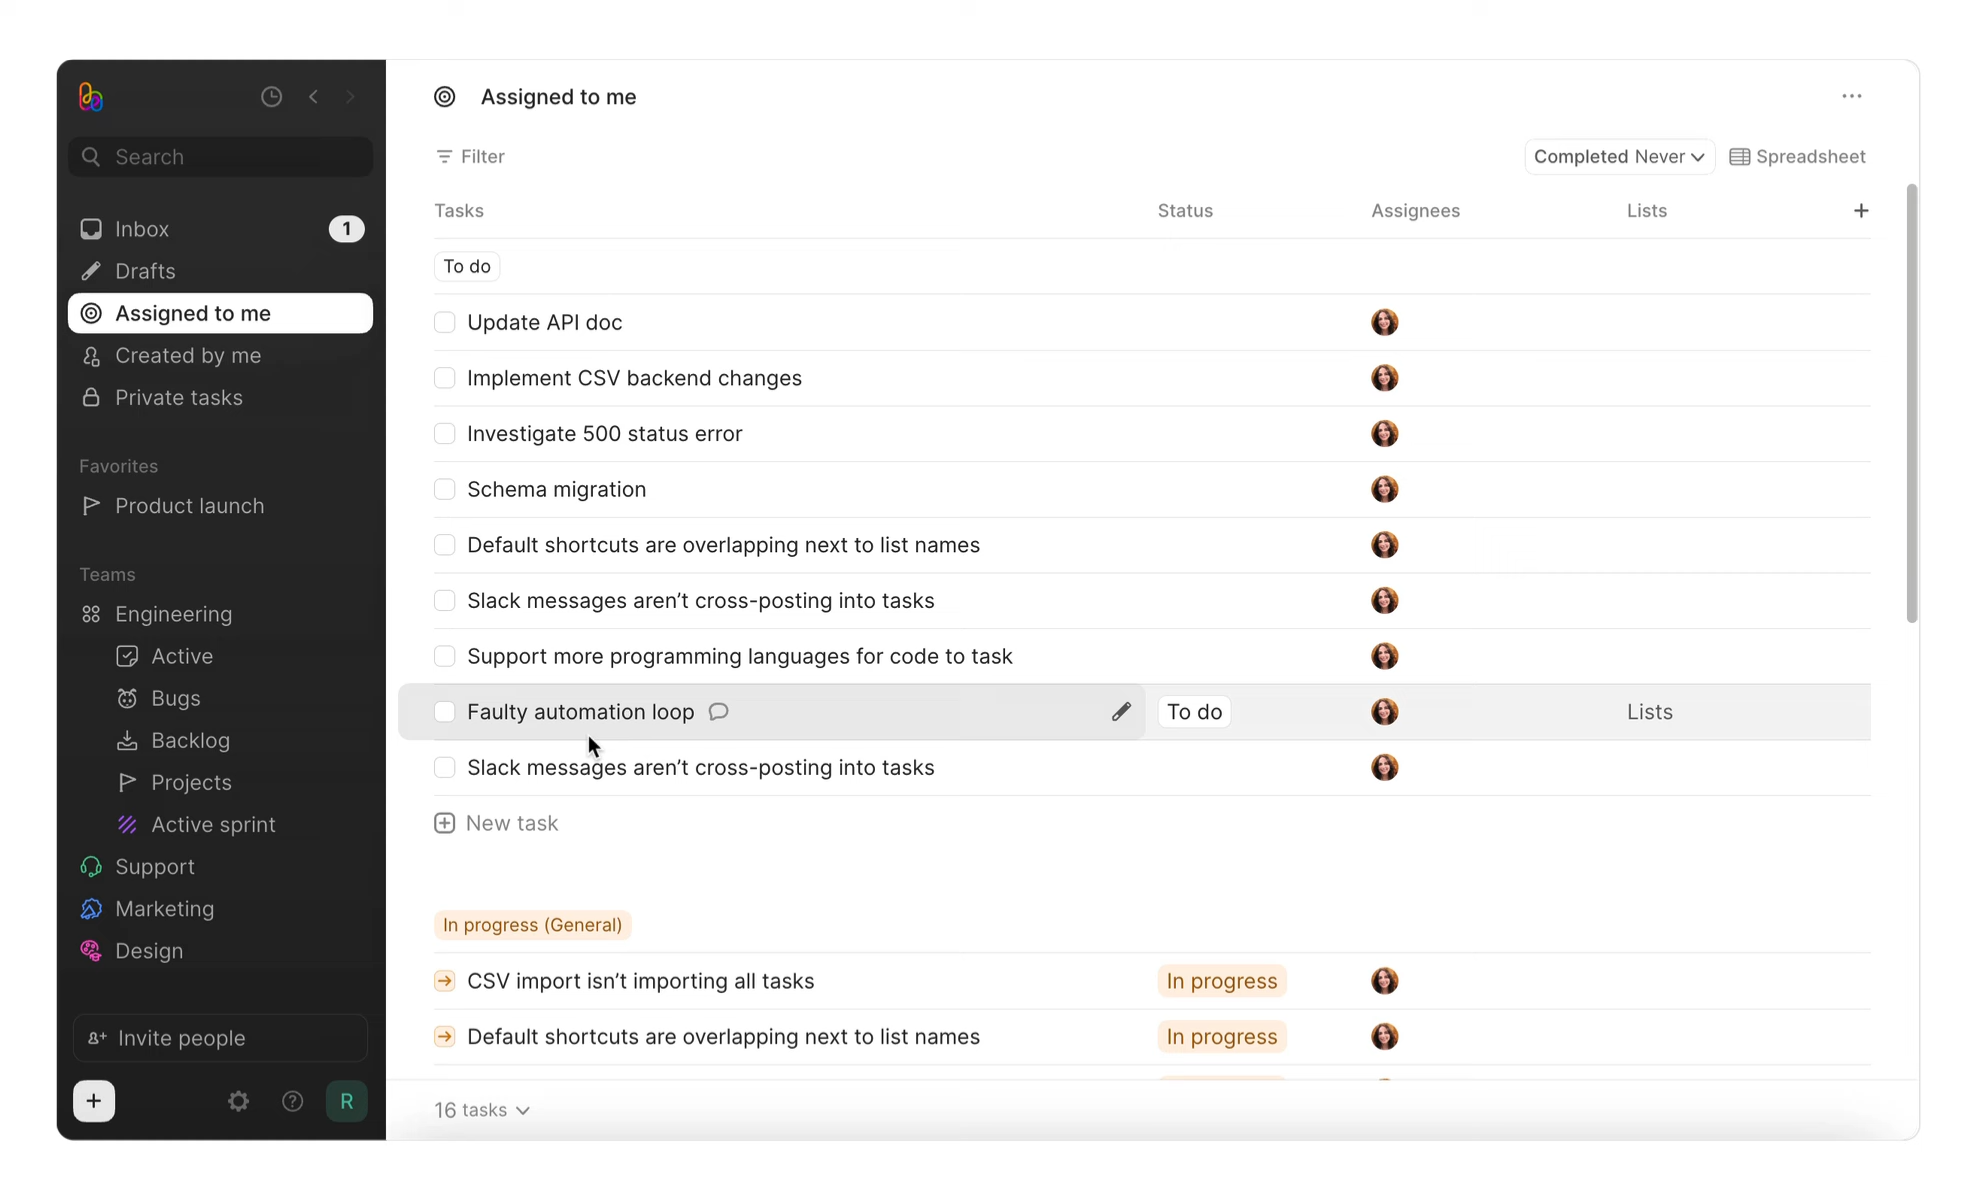 Search
Inbox 1
Drafts
Assigned to me
Created by me
Private tasks
Favorites
Product launch
Teams
Engineering
Active
Bugs
Backlog
Projects
Active sprint
Support
Marketing
Design
Invite people
R
Assigned to me
Filter Completed Never Spreadsheet
Tasks Status Assignees Lists
To do
Update API doc
Implement CSV backend changes
Investigate 500 status error
Schema migration
Default shortcuts are overlapping next to list names
Slack messages aren’t cross-posting into tasks
Support more programming languages for code to task
Faulty automation loop To do Lists
Slack messages aren’t cross-posting into tasks
New task
In progress (General)
CSV import isn’t importing all tasks In progress
Default shortcuts are overlapping next to list names In progress
16 tasks